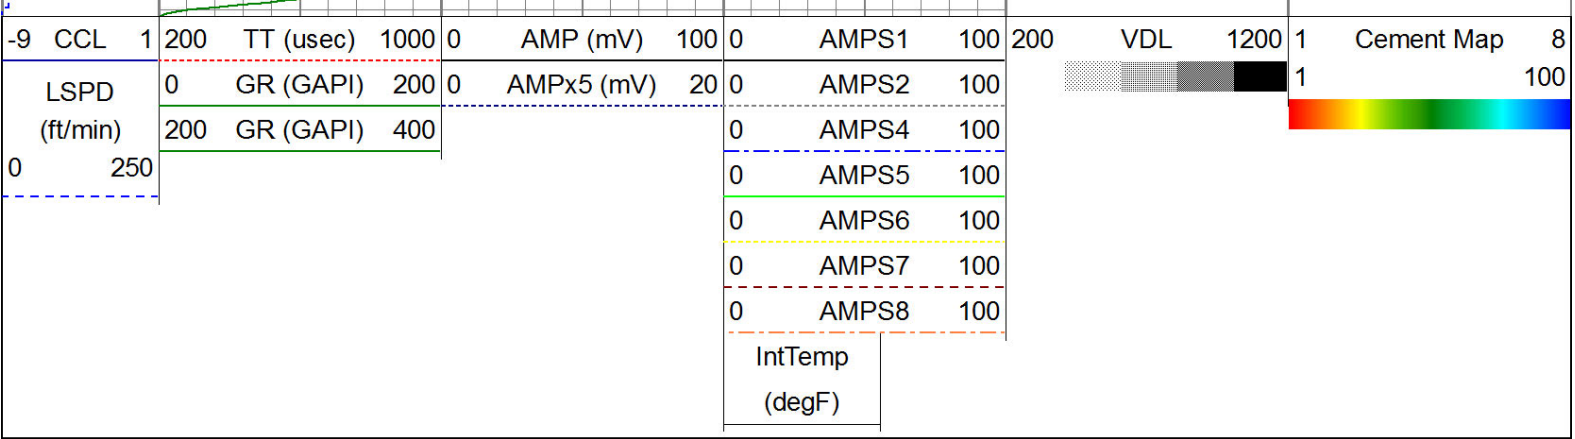 -9 CCL 1
LSPD
(ft/min)
0 250
200 TT (usec) 1000
0 GR (GAPI) 200
200 GR (GAPI) 400
0 AMP (mV) 100
0 AMPx5 (mV) 20
0 AMPS1 100
0 AMPS2 100
0 AMPS4 100
0 AMPS5 100
0 AMPS6 100
0 AMPS7 100
0 AMPS8 100
IntTemp
(degF)
200 VDL 1200
1 Cement Map 8
1 100